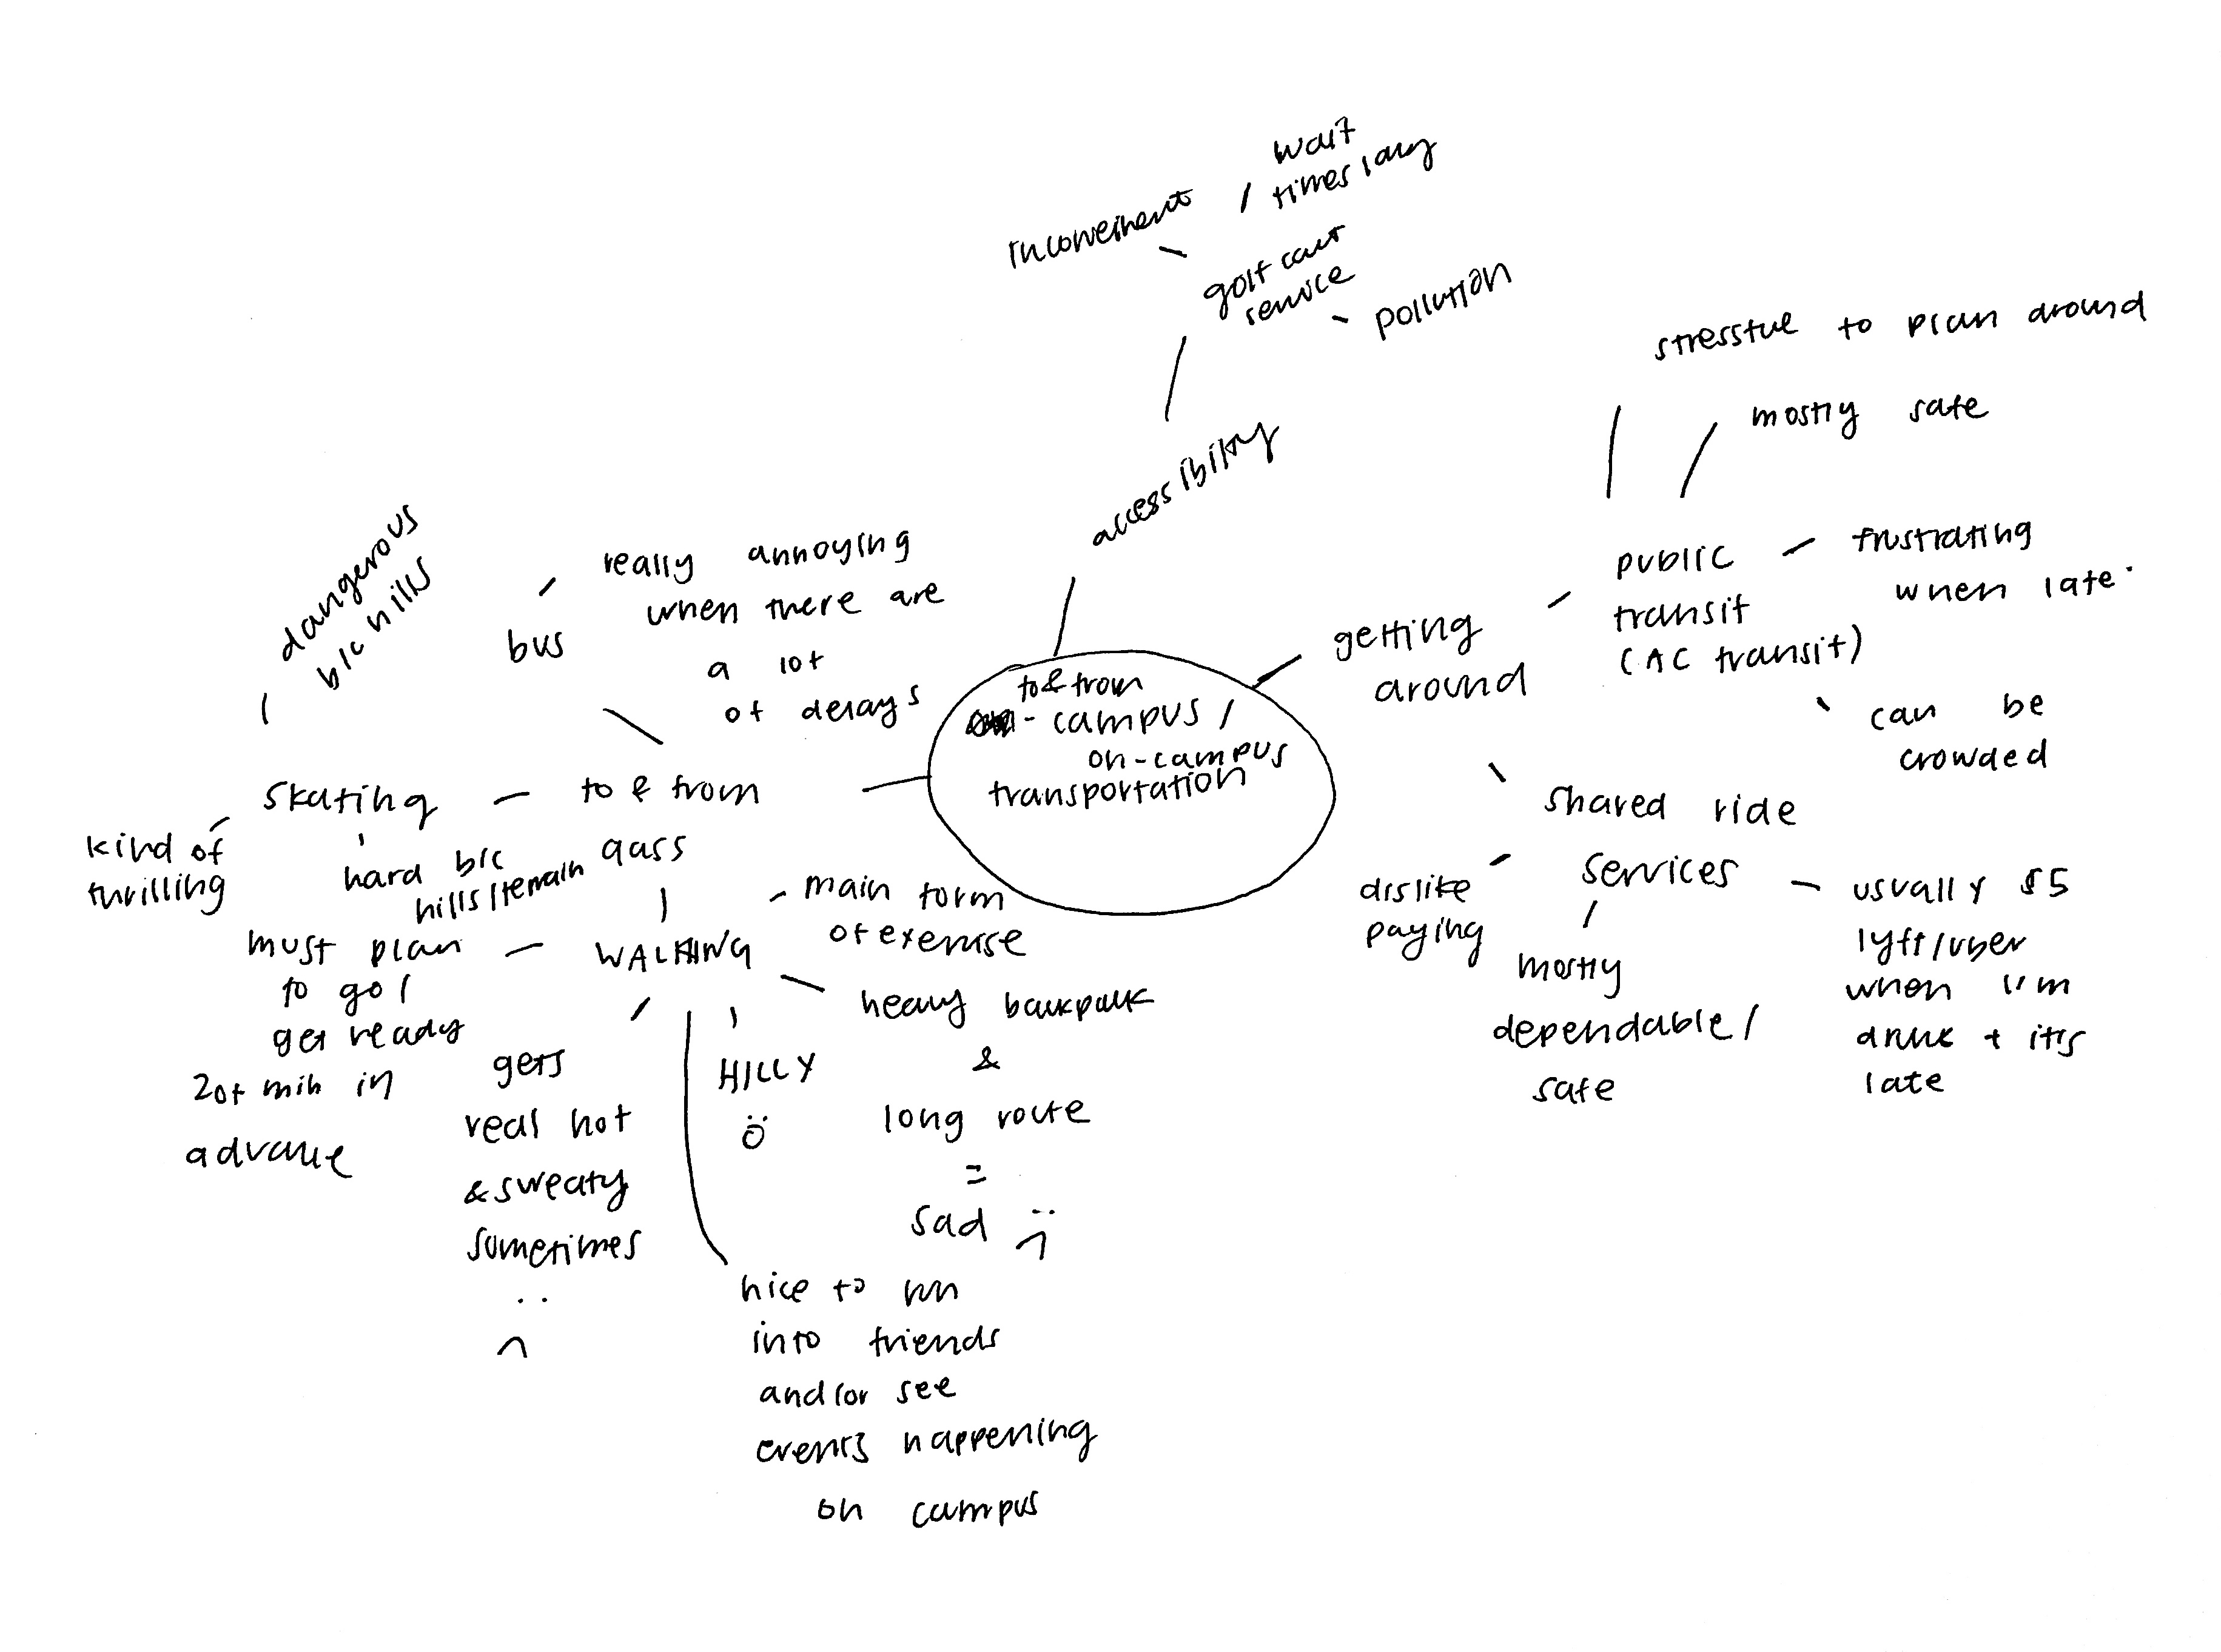 wait
times long
inconvenient
golf cart
service
pollution
accessibility
stressful to plan around
mostly safe
public
transit
(AC transit)
frustrating
when late
can be
crowded
getting
around
shared ride
services
dislike
paying
mostly
dependable/
safe
usually $5
lyft/uber
when i'm
drunk + it's
late
to & from
- campus /
on-campus
transportation
dangerous
b/c hills
bus
really annoying
when there are
a lot
of delays
skating
to & from
class
kind of
thrilling
hard b/c
hills/terrain
WALKING
main form
of exercise
must plan
to go/
get ready
20+ min in
advance
gets
real hot
& sweaty
sometimes
HILLY
heavy backpack
&
long route
=
sad
nice to run
into friends
and/or see
events happening
on campus